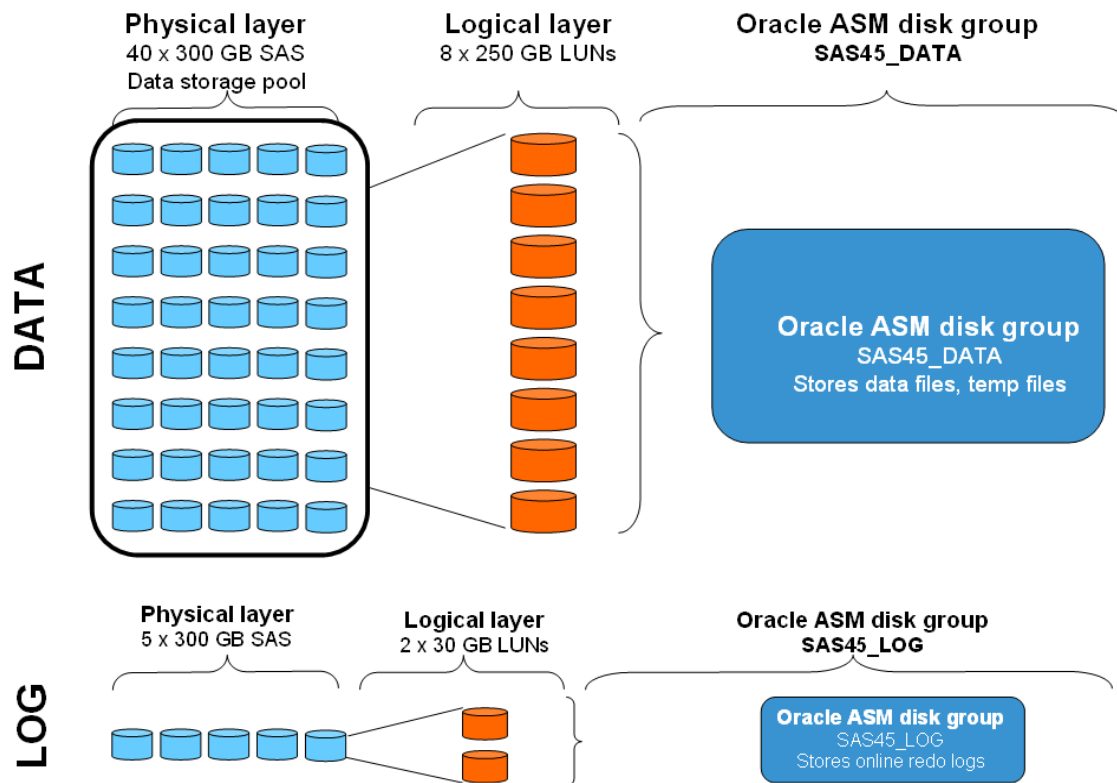 Physical layer
40 x 300 GB SAS
Data storage pool
Logical layer
8 x 250 GB LUNs
Oracle ASM disk group
SAS45_DATA
DATA
Oracle ASM disk group
SAS45_DATA
Stores data files, temp files
Physical layer
5 x 300 GB SAS
Logical layer
2 x 30 GB LUNs
Oracle ASM disk group
SAS45_LOG
LOG
Oracle ASM disk group
SAS45_LOG
Stores online redo logs